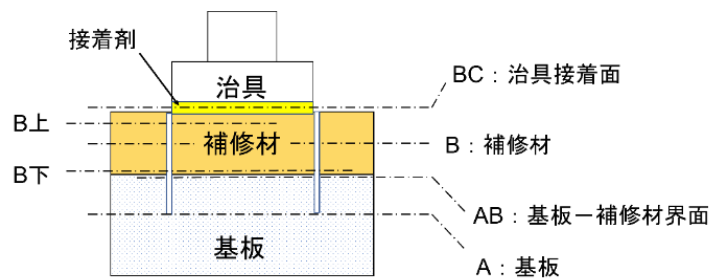 接着剤
治具
BC：治具接着面
B上
補修材
B：補修材
B下
AB：基板－補修材界面
基板
A：基板